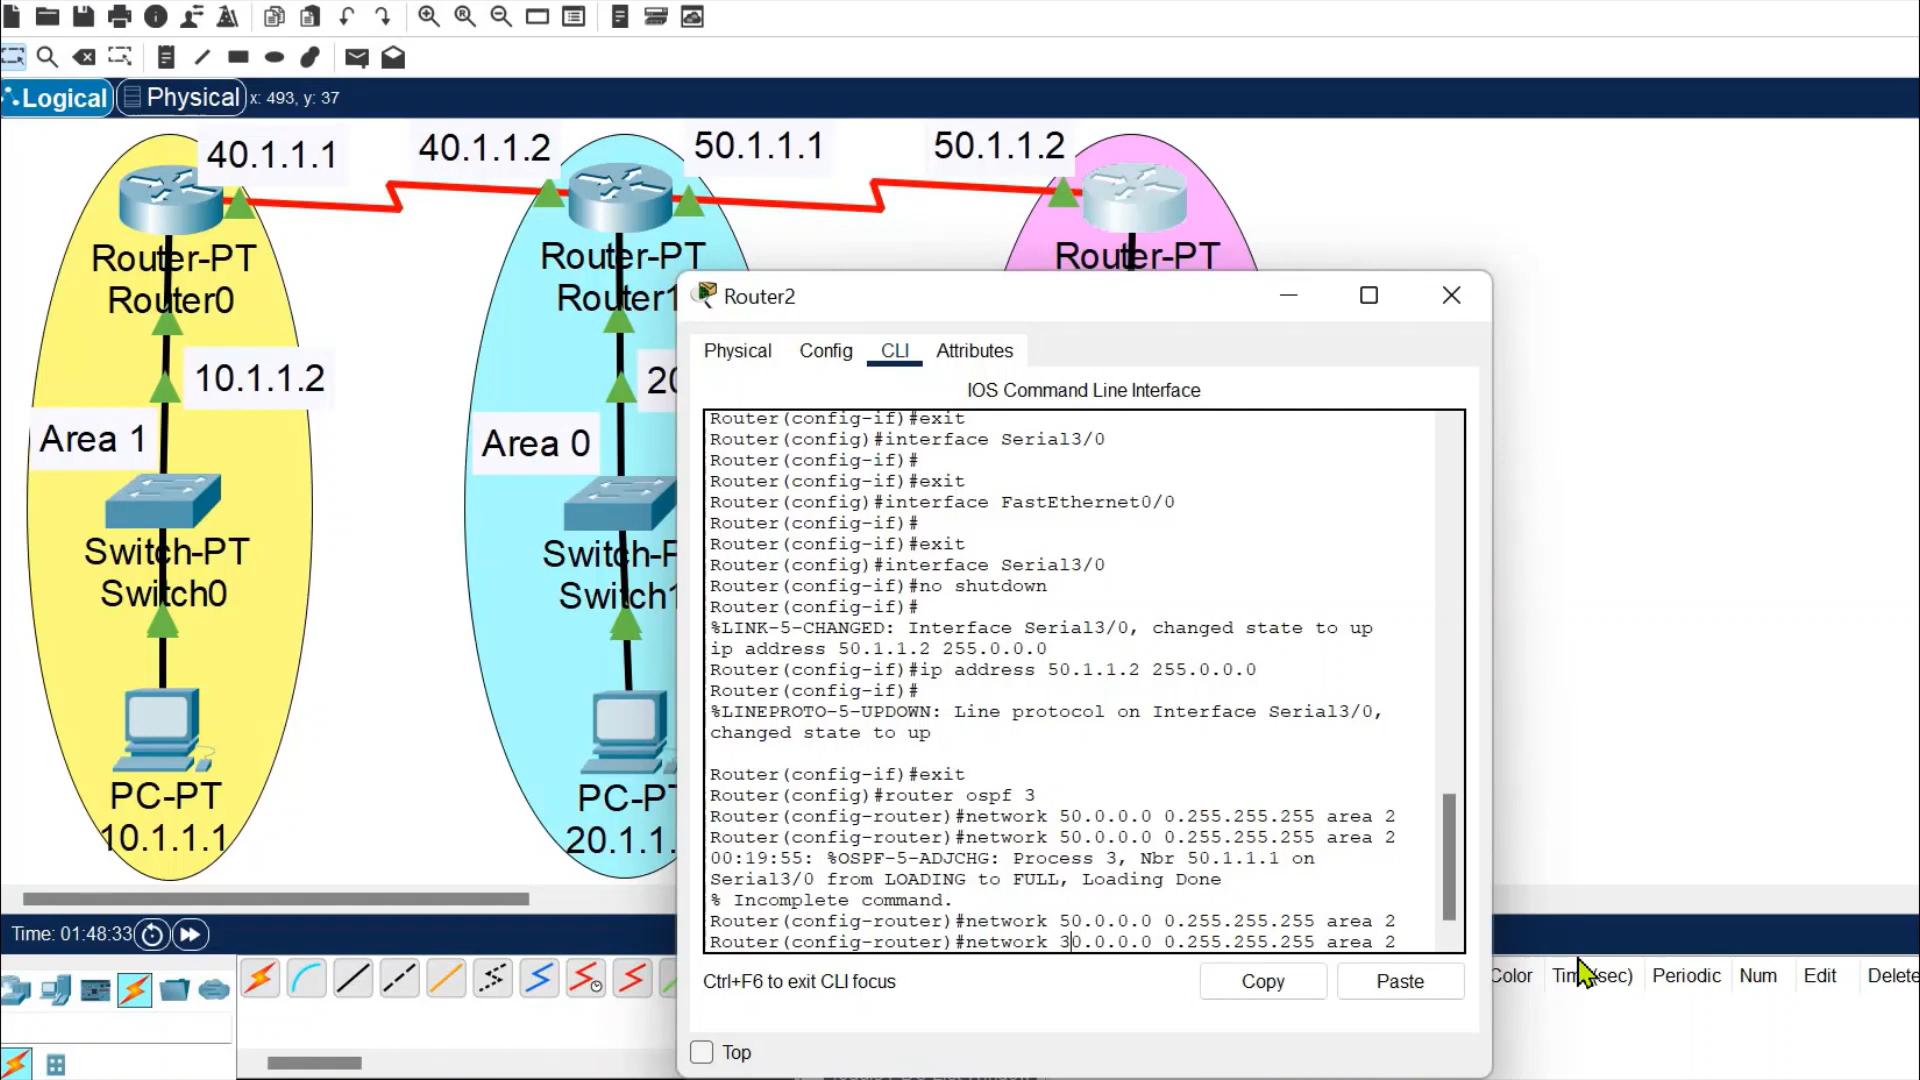 Logical
Physical
x: 493, y: 37
40.1.1.1
40.1.1.2
50.1.1.1
50.1.1.2
Router-PT
Router0
Router-PT
Router1
Router-PT
10.1.1.2
20
Area 1
Area 0
Switch-PT
Switch0
Switch-P
Switch1
PC-PT
10.1.1.1
PC-PT
20.1.1.
Router2
Physical
Config
CLI
Attributes
IOS Command Line Interface
Router(config-if)#exit
Router(config)#interface Serial3/0
Router(config-if)#
Router(config-if)#exit
Router(config)#interface FastEthernet0/0
Router(config-if)#
Router(config-if)#exit
Router(config)#interface Serial3/0
Router(config-if)#no shutdown
Router(config-if)#
%LINK-5-CHANGED: Interface Serial3/0, changed state to up
ip address 50.1.1.2 255.0.0.0
Router(config-if)#ip address 50.1.1.2 255.0.0.0
Router(config-if)#
%LINEPROTO-5-UPDOWN: Line protocol on Interface Serial3/0,
changed state to up
Router(config-if)#exit
Router(config)#router ospf 3
Router(config-router)#network 50.0.0.0 0.255.255.255 area 2
Router(config-router)#network 50.0.0.0 0.255.255.255 area 2
00:19:55: %OSPF-5-ADJCHG: Process 3, Nbr 50.1.1.1 on
Serial3/0 from LOADING to FULL, Loading Done
% Incomplete command.
Router(config-router)#network 50.0.0.0 0.255.255.255 area 2
Router(config-router)#network 30.0.0.0 0.255.255.255 area 2
Ctrl+F6 to exit CLI focus
Copy
Paste
Top
Time: 01:48:33
Color
Time(sec)
Periodic
Num
Edit
Delete